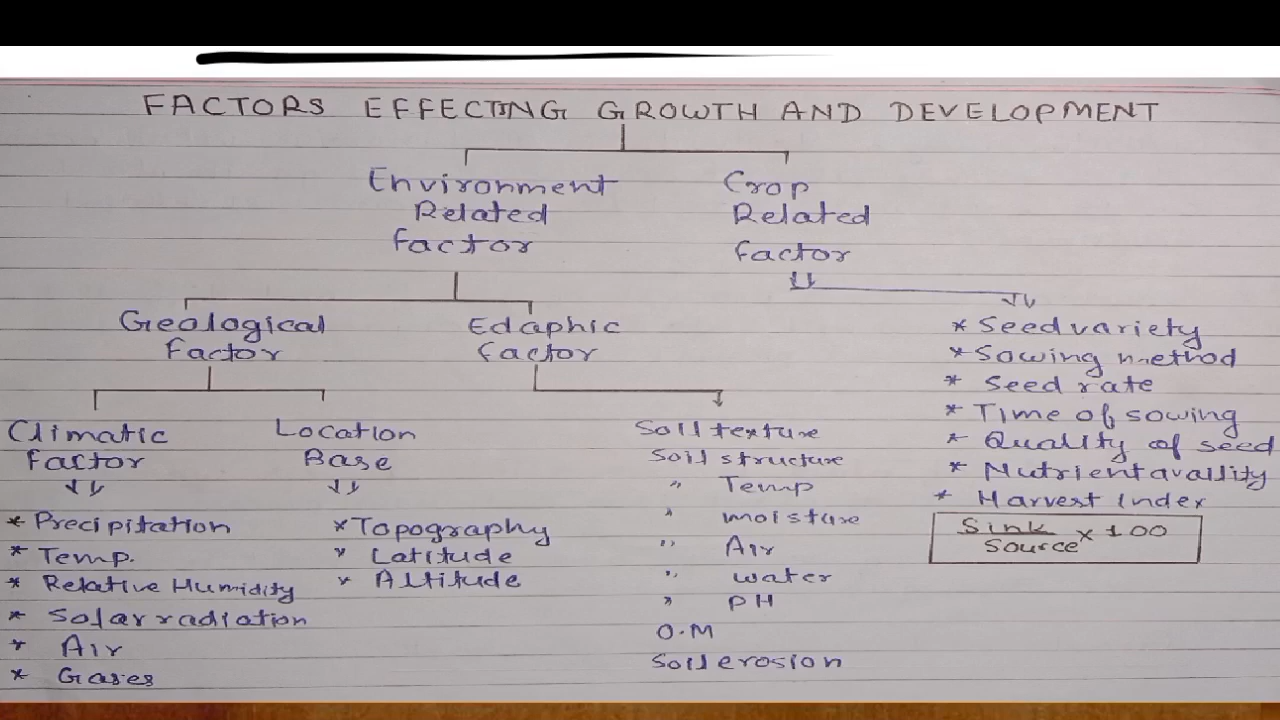 FACTORS EFFECTING GROWTH AND DEVELOPMENT
Environment
Related
factor
Crop
Related
factor
Geological
factor
Edaphic
factor
Climatic
factor
* Precipitation
* Temp.
* Relative Humidity
* Solar radiation
* Air
* Gases
Location
Base
* Topography
" Latitude
* Altitude
Soil texture
Soil structure
" Temp
" moisture
" Air
" water
" PH
O.M
Soil erosion
* Seed variety
* Sowing method
* Seed rate
* Time of sowing
* Quality of seed
* Nutrient availity
* Harvest Index
Sink
Source × 100